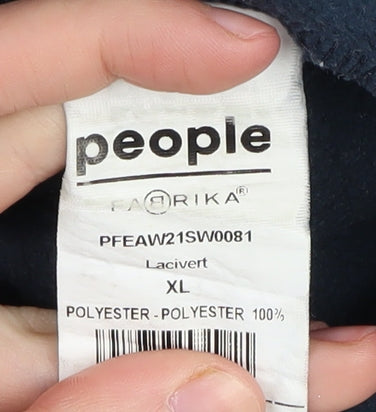 people
FABRIKA®
PFEAW21SW0081
Lacivert
XL
POLYESTER - POLYESTER 100%